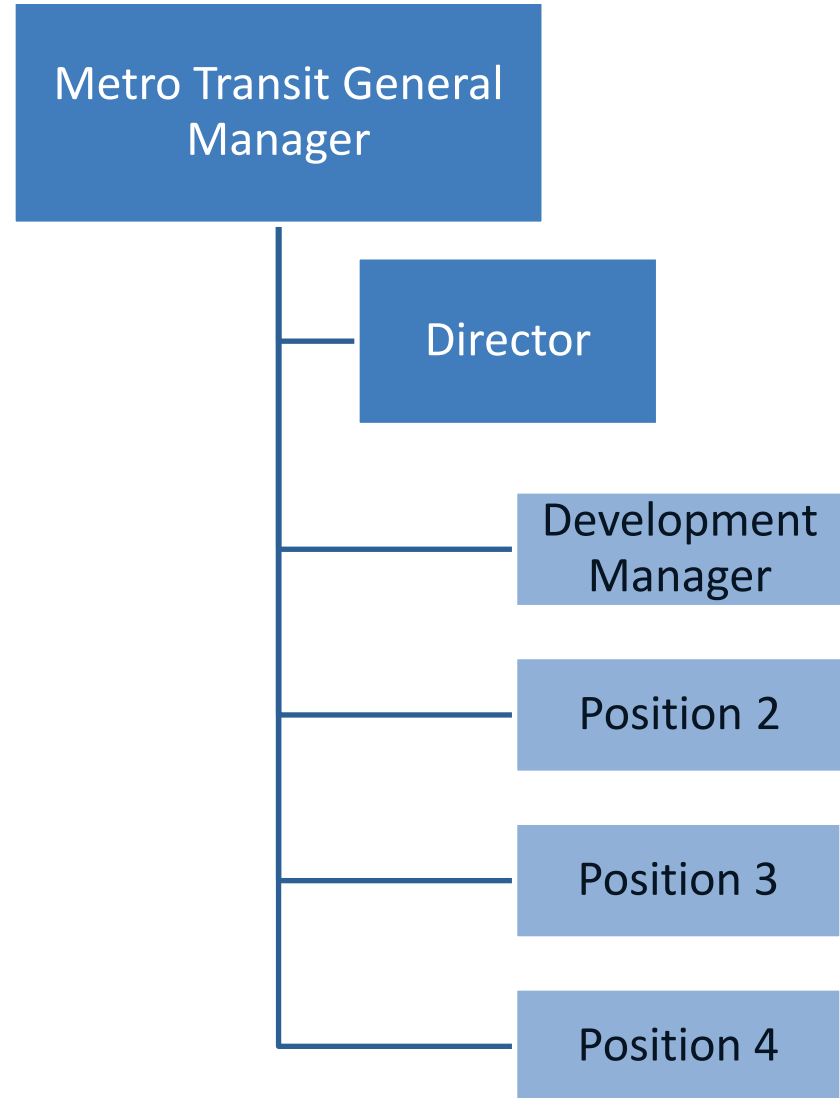 Metro Transit General
Manager
Director
Development
Manager
Position 2
Position 3
Position 4